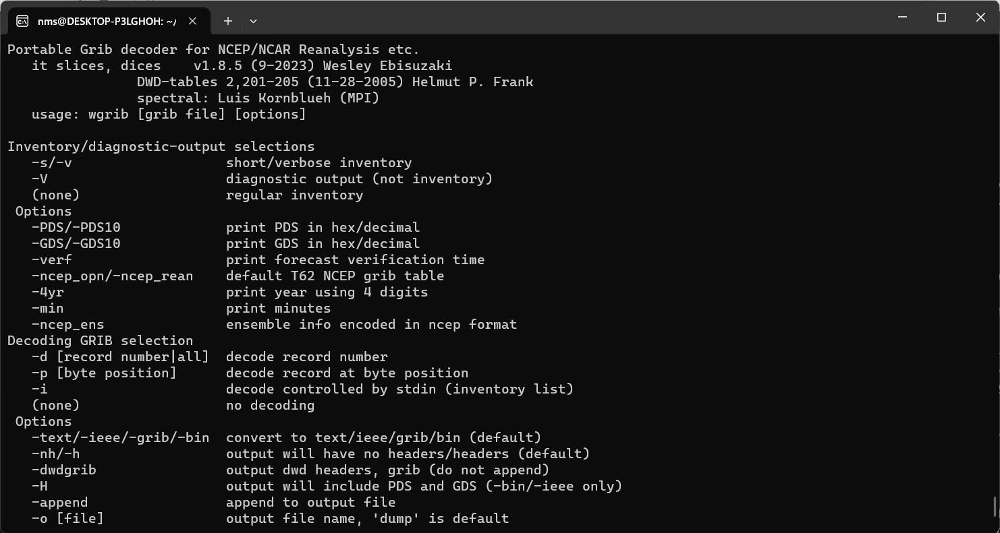 nms@DESKTOP-P3LGHOH: ~/
Portable Grib decoder for NCEP/NCAR Reanalysis etc.
   it slices, dices    v1.8.5 (9-2023) Wesley Ebisuzaki
                DWD-tables 2,201-205 (11-28-2005) Helmut P. Frank
                spectral: Luis Kornblueh (MPI)
   usage: wgrib [grib file] [options]

Inventory/diagnostic-output selections
   -s/-v                   short/verbose inventory
   -V                      diagnostic output (not inventory)
   (none)                  regular inventory
 Options
   -PDS/-PDS10             print PDS in hex/decimal
   -GDS/-GDS10             print GDS in hex/decimal
   -verf                   print forecast verification time
   -ncep_opn/-ncep_rean    default T62 NCEP grib table
   -4yr                    print year using 4 digits
   -min                    print minutes
   -ncep_ens               ensemble info encoded in ncep format
Decoding GRIB selection
   -d [record number|all]  decode record number
   -p [byte position]      decode record at byte position
   -i                      decode controlled by stdin (inventory list)
   (none)                  no decoding
 Options
   -text/-ieee/-grib/-bin  convert to text/ieee/grib/bin (default)
   -nh/-h                  output will have no headers/headers (default)
   -dwdgrib                output dwd headers, grib (do not append)
   -H                      output will include PDS and GDS (-bin/-ieee only)
   -append                 append to output file
   -o [file]               output file name, 'dump' is default